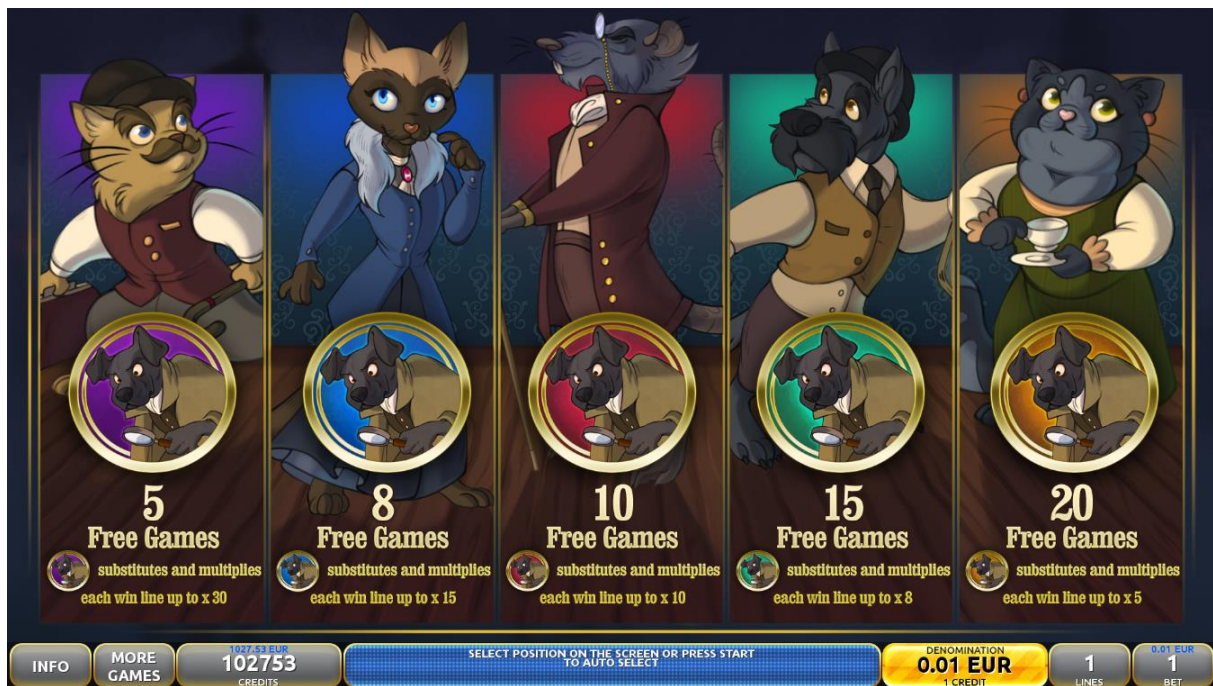 5
Free Games
substitutes and multiplies
each win line up to x 30
8
Free Games
substitutes and multiplies
each win line up to x 15
10
Free Games
substitutes and multiplies
each win line up to x 10
15
Free Games
substitutes and multiplies
each win line up to x 8
20
Free Games
substitutes and multiplies
each win line up to x 5
INFO
MORE
GAMES
1027.53 EUR
102753
CREDITS
SELECT POSITION ON THE SCREEN OR PRESS START
TO AUTO SELECT
DENOMINATION
0.01 EUR
1 CREDIT
1
LINES
0.01 EUR
1
BET